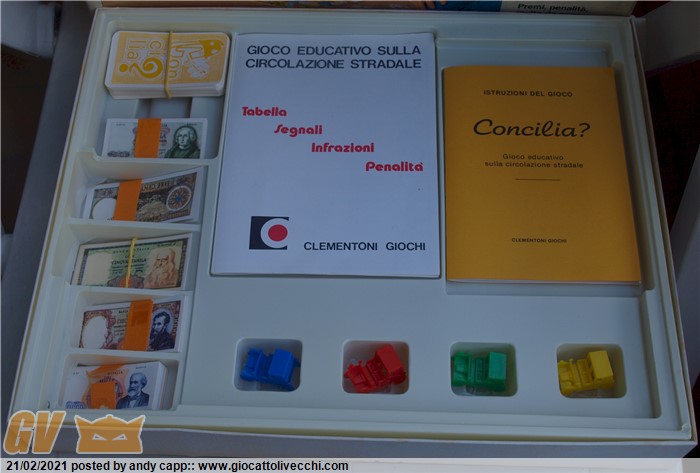 Premi, penalità,
GIOCO EDUCATIVO SULLA
CIRCOLAZIONE STRADALE
Tabella
Segnali
Infrazioni
Penalità
C
CLEMENTONI GIOCHI
ISTRUZIONI DEL GIOCO
Concilia?
Gioco educativo
sulla circolazione stradale
CLEMENTONI GIOCHI
GV
21/02/2021 posted by andy capp:: www.giocattolivecchi.com